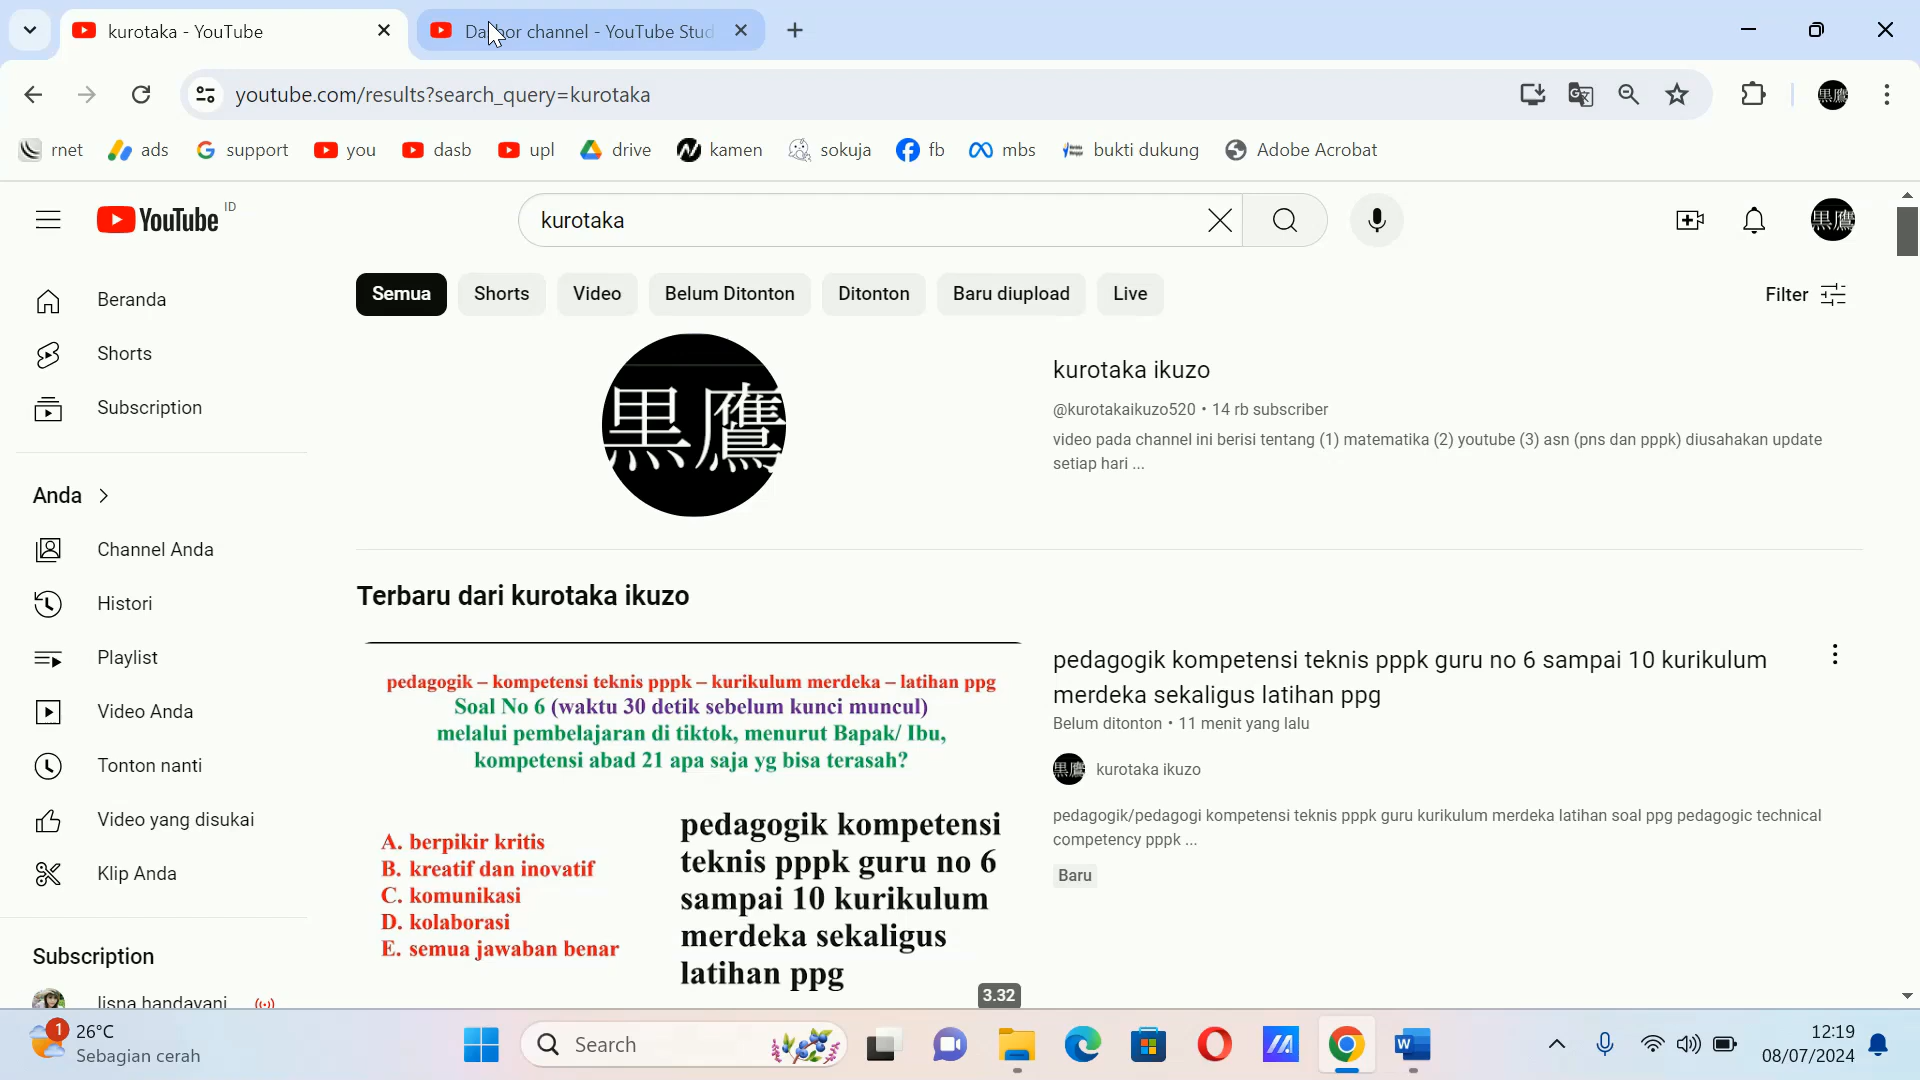 kurotaka - YouTube
channel - YouTube Stud
youtube.com/results?search_query=kurotaka
黒鷹
rnet
ads
support
you
dasb
upl
drive
kamen
sokuja
fb
mbs
bukti dukung
Adobe Acrobat
YouTube ID
kurotaka
黒鷹
Beranda
Shorts
Subscription
Anda
Channel Anda
Histori
Playlist
Video Anda
Tonton nanti
Video yang disukai
Klip Anda
Subscription
lisna handayani
Semua
Shorts
Video
Belum Ditonton
Ditonton
Baru diupload
Live
Filter
黒鷹
kurotaka ikuzo
@kurotakaikuzo520 • 14 rb subscriber
video pada channel ini berisi tentang (1) matematika (2) youtube (3) asn (pns dan pppk) diusahakan update
setiap hari ...
Terbaru dari kurotaka ikuzo
pedagogik – kompetensi teknis pppk – kurikulum merdeka – latihan ppg
Soal No 6 (waktu 30 detik sebelum kunci muncul)
melalui pembelajaran di tiktok, menurut Bapak/ Ibu,
kompetensi abad 21 apa saja yg bisa terasah?
A. berpikir kritis
B. kreatif dan inovatif
C. komunikasi
D. kolaborasi
E. semua jawaban benar
pedagogik kompetensi
teknis pppk guru no 6
sampai 10 kurikulum
merdeka sekaligus
latihan ppg
3.32
pedagogik kompetensi teknis pppk guru no 6 sampai 10 kurikulum
merdeka sekaligus latihan ppg
Belum ditonton • 11 menit yang lalu
黒鷹
kurotaka ikuzo
pedagogik/pedagogi kompetensi teknis pppk guru kurikulum merdeka latihan soal ppg pedagogic technical
competency pppk ...
Baru
1
26°C
Sebagian cerah
Search
12:19
08/07/2024